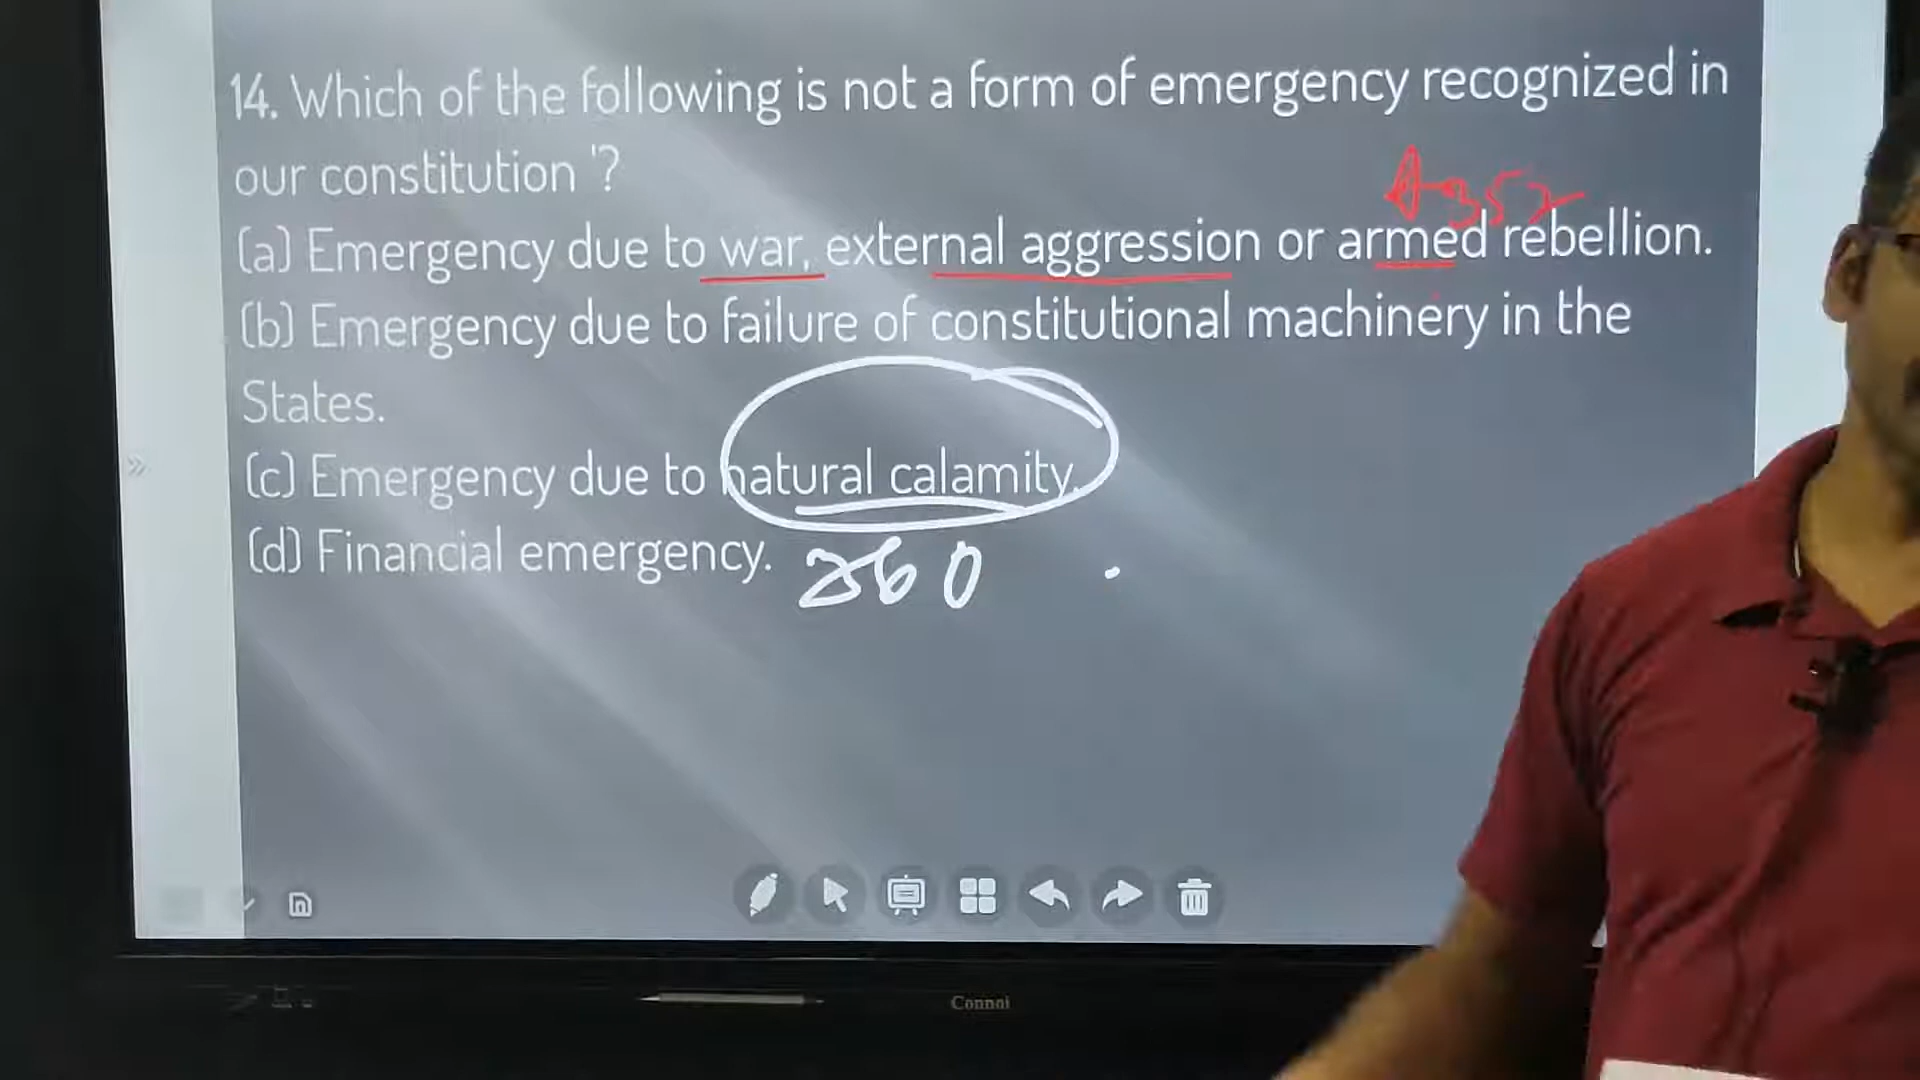 14. Which of the following is not a form of emergency recognized in
our constitution '?
A-352
(a) Emergency due to war, external aggression or armed rebellion.
(b) Emergency due to failure of constitutional machinery in the
States.
(c) Emergency due to natural calamity.
(d) Financial emergency. 360